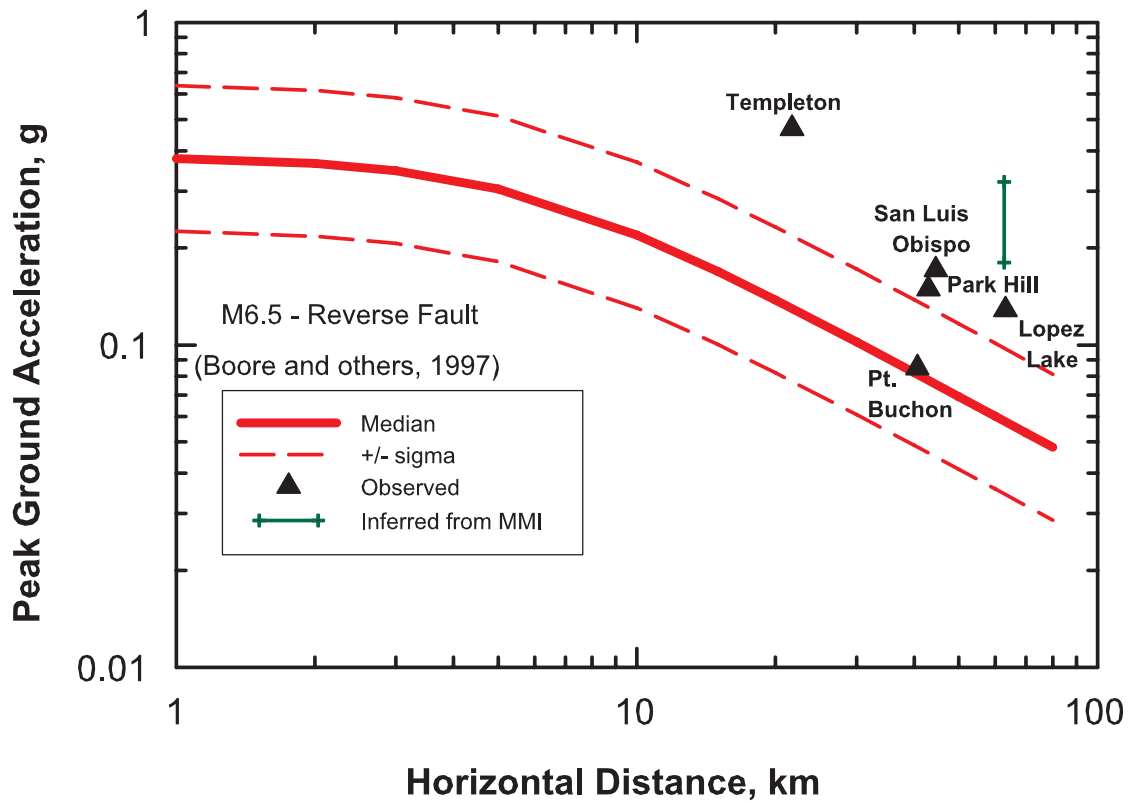 1
0.1
0.01
Peak Ground Acceleration, g
Templeton
San Luis
Obispo
Park Hill
Lopez
Lake
Pt.
Buchon
M6.5 - Reverse Fault
(Boore and others, 1997)
Median
+/- sigma
Observed
Inferred from MMI
1
10
100
Horizontal Distance, km